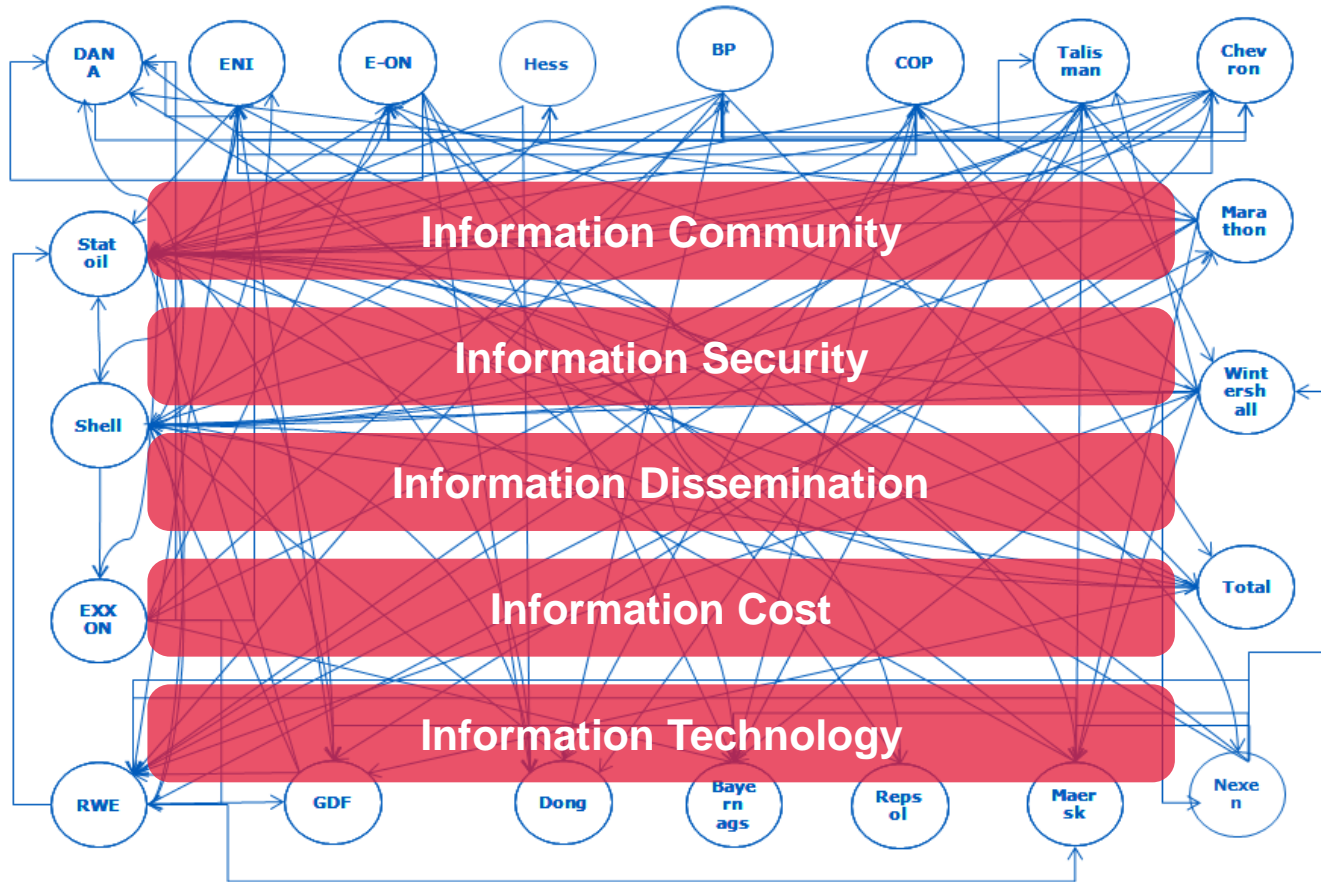 DAN
A
ENI
E-ON
Hess
BP
COP
Talis
man
Chev
ron
Information Community
Stat
oil
Mara
thon
Information Security
Shell
Wint
ersh
all
Information Dissemination
EXX
ON
Information Cost
Total
Information Technology
RWE
GDF
Dong
Baye
rn
ags
Reps
ol
Maer
sk
Nexe
n